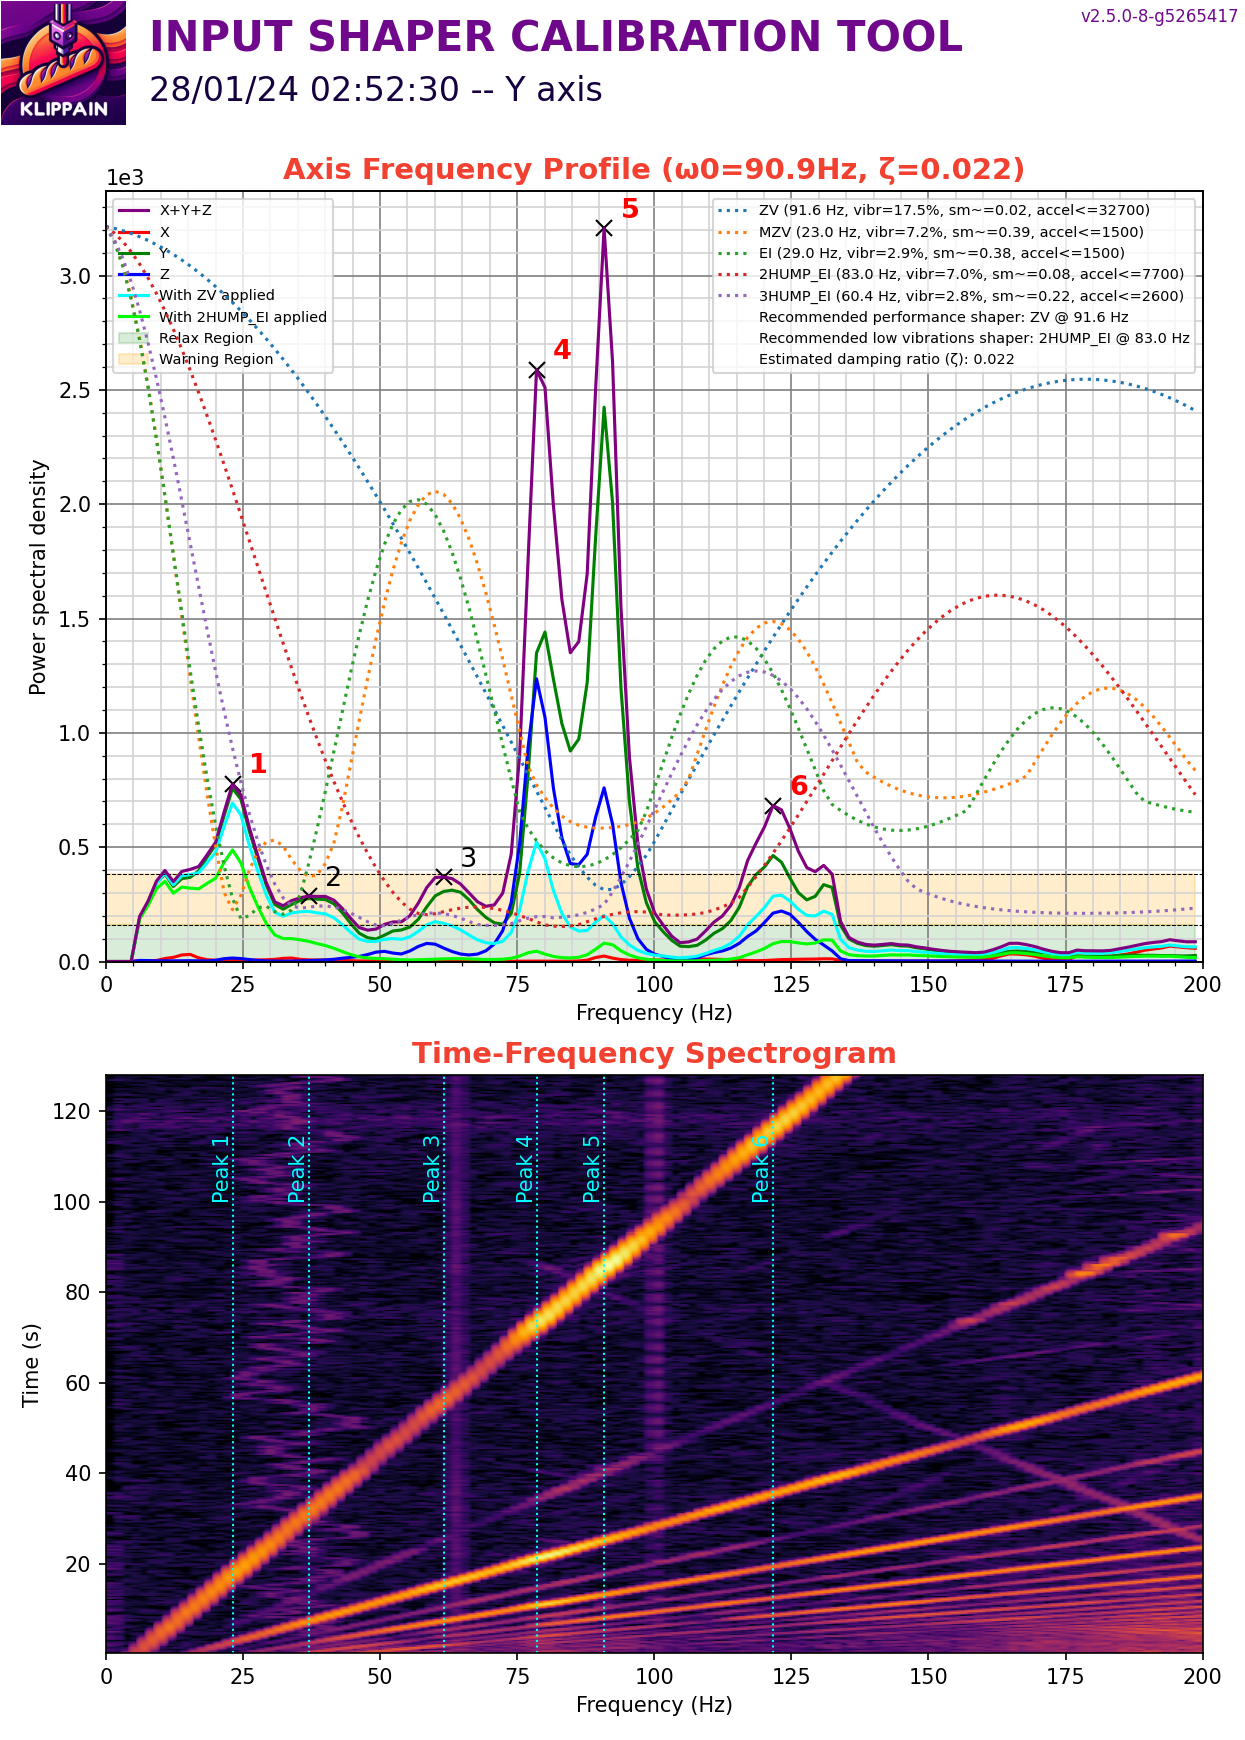 KLIPPAIN
INPUT SHAPER CALIBRATION TOOL
v2.5.0-8-g5265417
28/01/24 02:52:30 -- Y axis
Axis Frequency Profile (ω0=90.9Hz, ζ=0.022)
1e3
X+Y+Z
X
Y
Z
With ZV applied
With 2HUMP_EI applied
Relax Region
Warning Region
ZV (91.6 Hz, vibr=17.5%, sm~=0.02, accel<=32700)
MZV (23.0 Hz, vibr=7.2%, sm~=0.39, accel<=1500)
EI (29.0 Hz, vibr=2.9%, sm~=0.38, accel<=1500)
2HUMP_EI (83.0 Hz, vibr=7.0%, sm~=0.08, accel<=7700)
3HUMP_EI (60.4 Hz, vibr=2.8%, sm~=0.22, accel<=2600)
Recommended performance shaper: ZV @ 91.6 Hz
Recommended low vibrations shaper: 2HUMP_EI @ 83.0 Hz
Estimated damping ratio (ζ): 0.022
1
2
3
4
5
6
Power spectral density
3.0
2.5
2.0
1.5
1.0
0.5
0.0
0 25 50 75 100 125 150 175 200
Frequency (Hz)
Time-Frequency Spectrogram
Peak 1
Peak 2
Peak 3
Peak 4
Peak 5
Peak 6
Time (s)
120
100
80
60
40
20
0 25 50 75 100 125 150 175 200
Frequency (Hz)